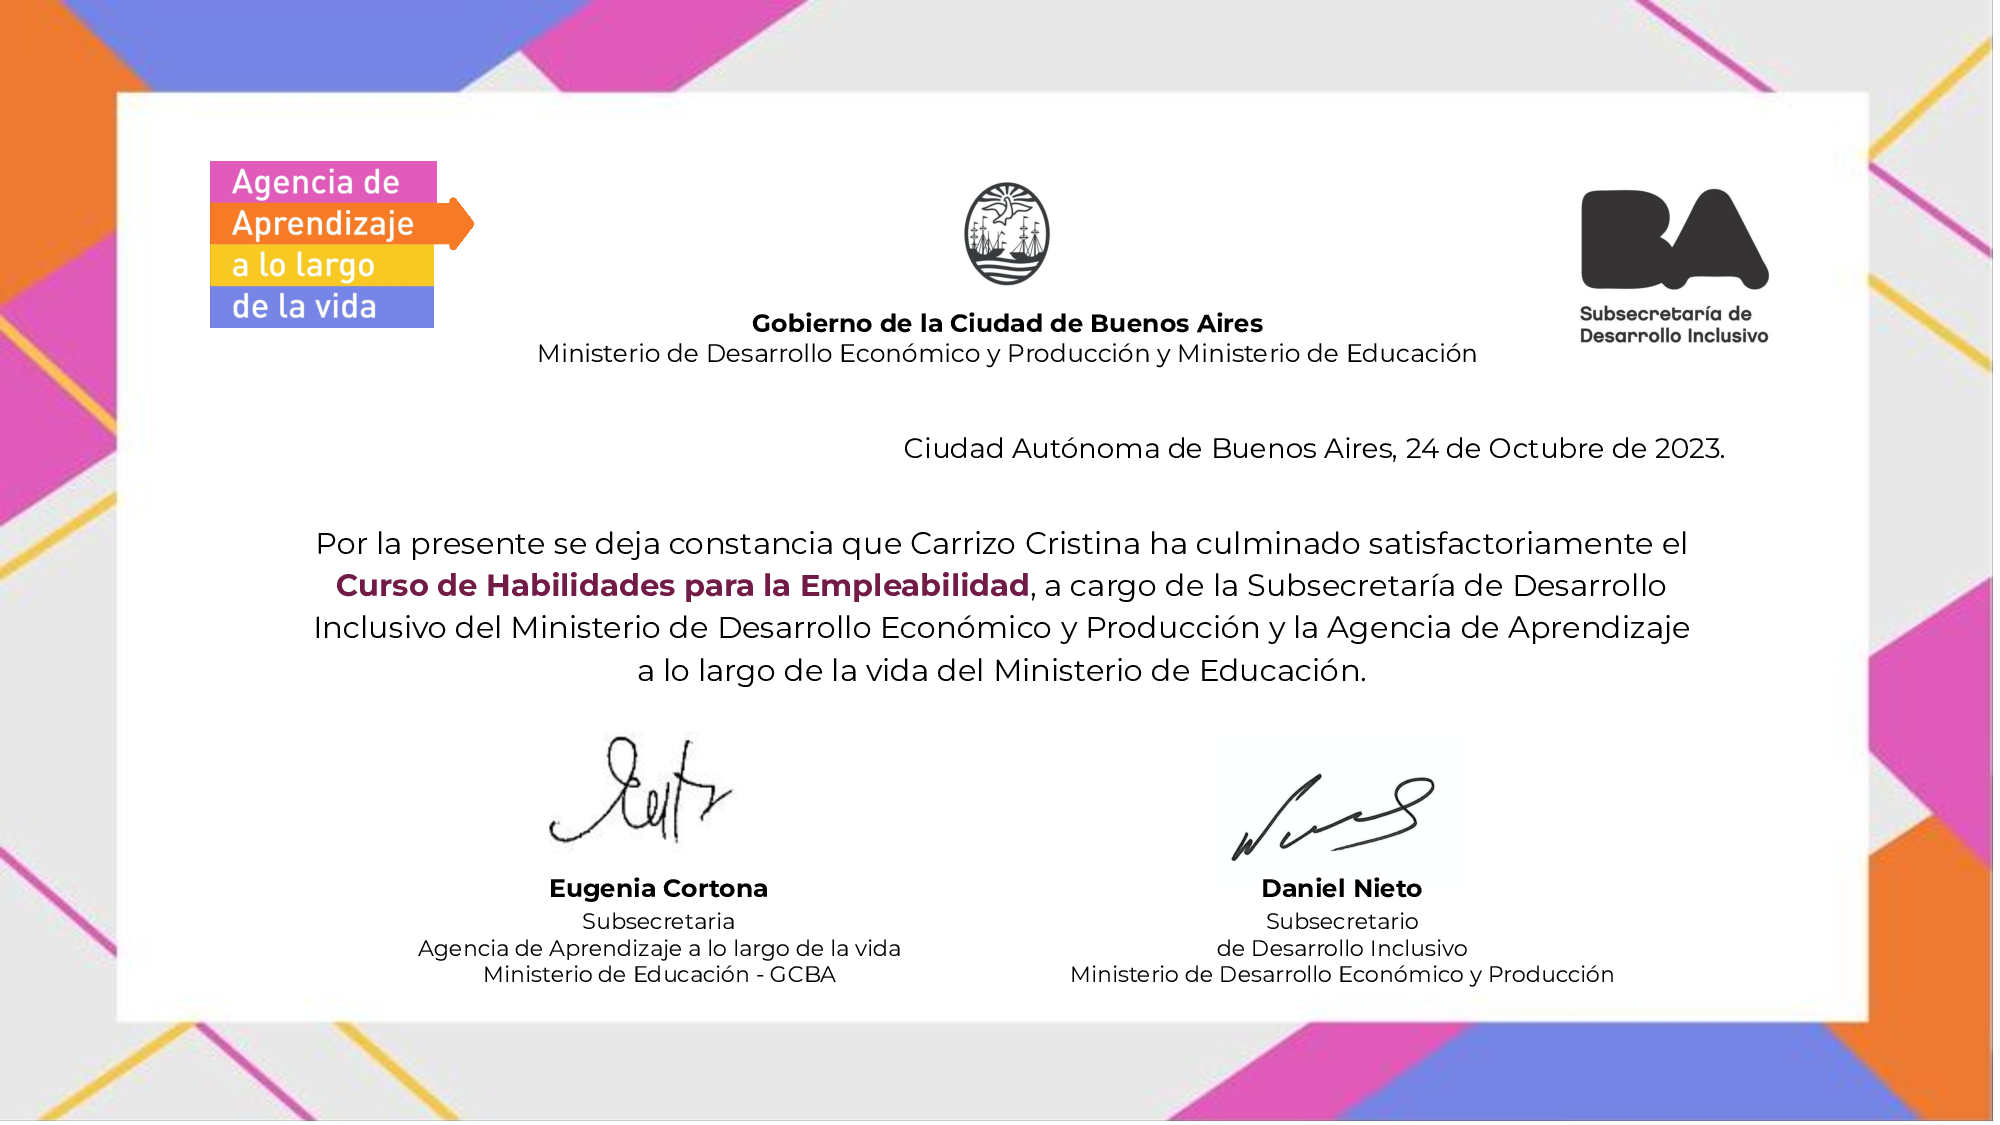 Agencia de
Aprendizaje
a lo largo
de la vida
BA
Subsecretaría de
Desarrollo Inclusivo
Gobierno de la Ciudad de Buenos Aires
Ministerio de Desarrollo Económico y Producción y Ministerio de Educación
Ciudad Autónoma de Buenos Aires, 24 de Octubre de 2023.
Por la presente se deja constancia que Carrizo Cristina ha culminado satisfactoriamente el
Curso de Habilidades para la Empleabilidad, a cargo de la Subsecretaría de Desarrollo
Inclusivo del Ministerio de Desarrollo Económico y Producción y la Agencia de Aprendizaje
a lo largo de la vida del Ministerio de Educación.
Eugenia Cortona
Subsecretaria
Agencia de Aprendizaje a lo largo de la vida
Ministerio de Educación - GCBA
Daniel Nieto
Subsecretario
de Desarrollo Inclusivo
Ministerio de Desarrollo Económico y Producción